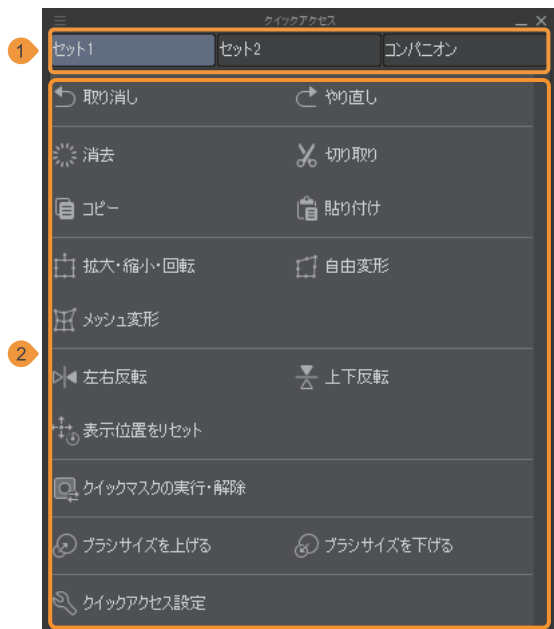 クイックアクセス
1
セット1 セット2 コンパニオン
取り消し やり直し
消去 切り取り
コピー 貼り付け
拡大・縮小・回転 自由変形
メッシュ変形
2
左右反転 上下反転
表示位置をリセット
クイックマスクの実行・解除
ブラシサイズを上げる ブラシサイズを下げる
クイックアクセス設定